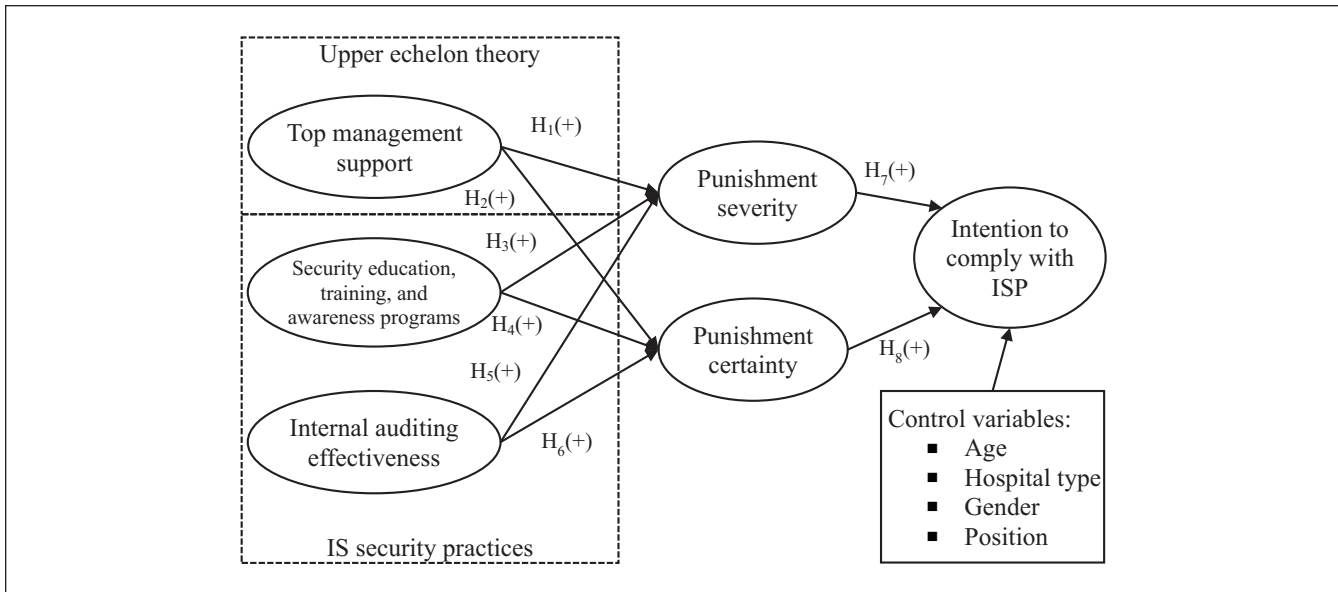 Upper echelon theory
Top management
support
H₁(+)
H₂(+)
Security education,
training, and
awareness programs
H₃(+)
H₄(+)
Internal auditing
effectiveness
H₅(+)
H₆(+)
IS security practices
Punishment
severity
Punishment
certainty
H₇(+)
H₈(+)
Intention to
comply with
ISP
Control variables:
▪ Age
▪ Hospital type
▪ Gender
▪ Position